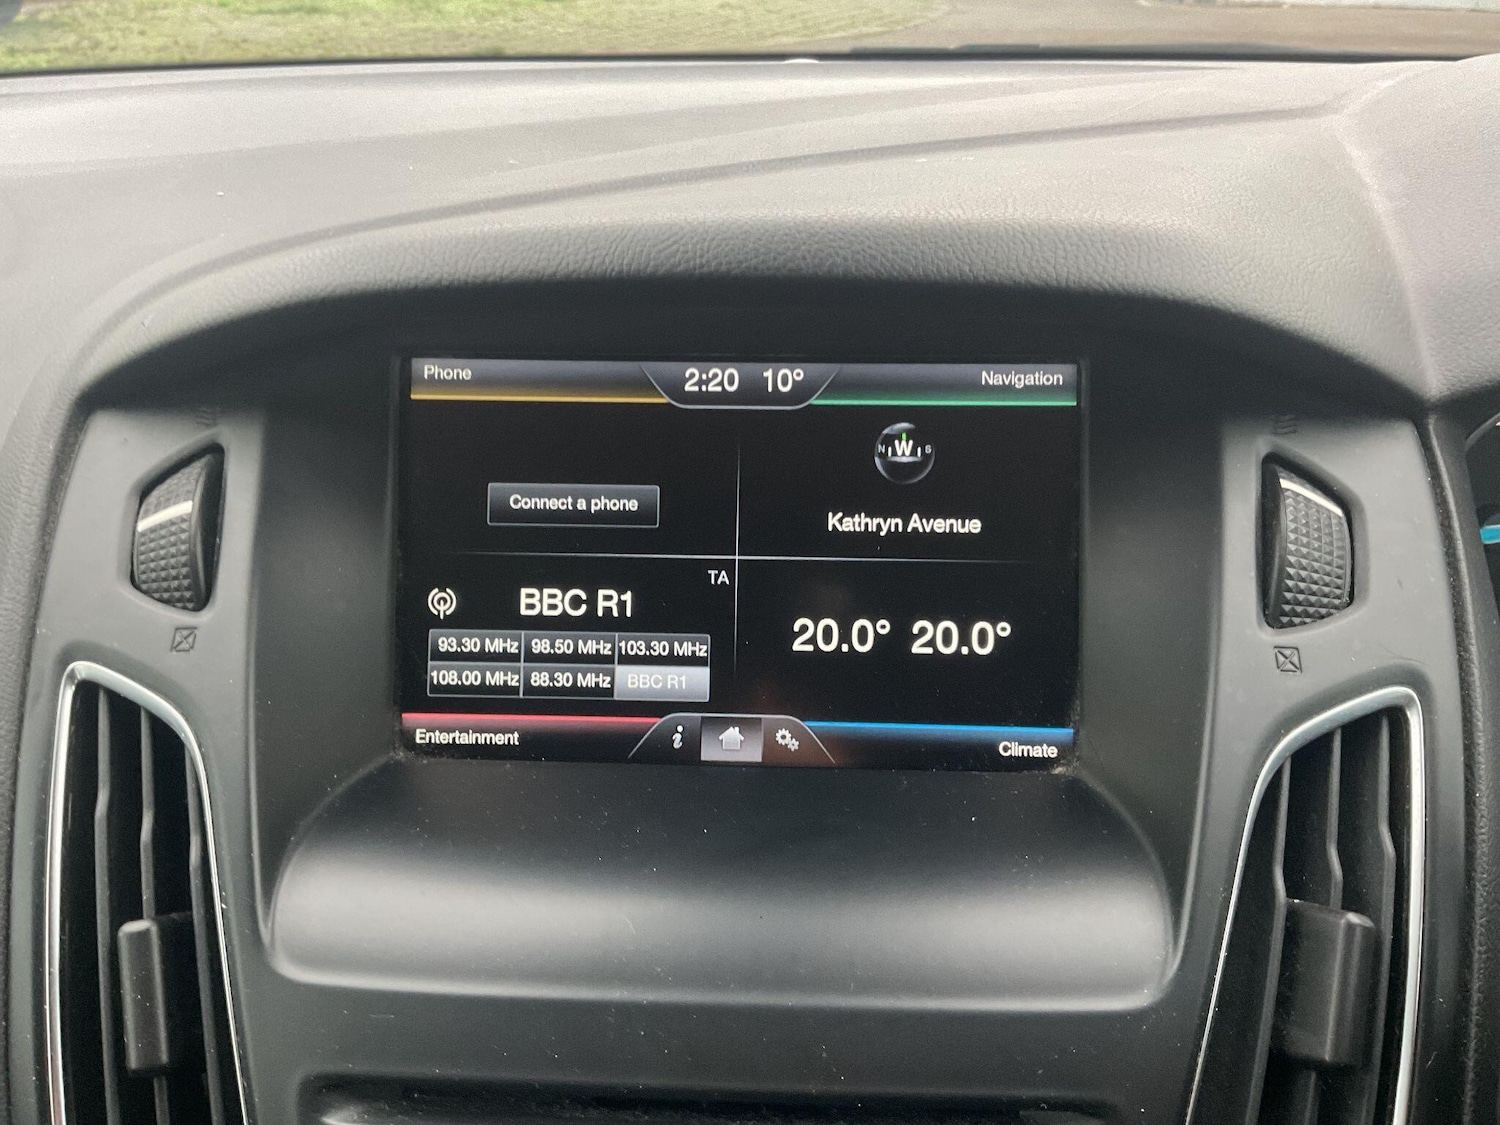 Phone
2:20 10°
Navigation
N W S
Connect a phone
Kathryn Avenue
TA
BBC R1
93.30 MHz 98.50 MHz 103.30 MHz
108.00 MHz 88.30 MHz BBC R1
20.0° 20.0°
Entertainment
i
Climate